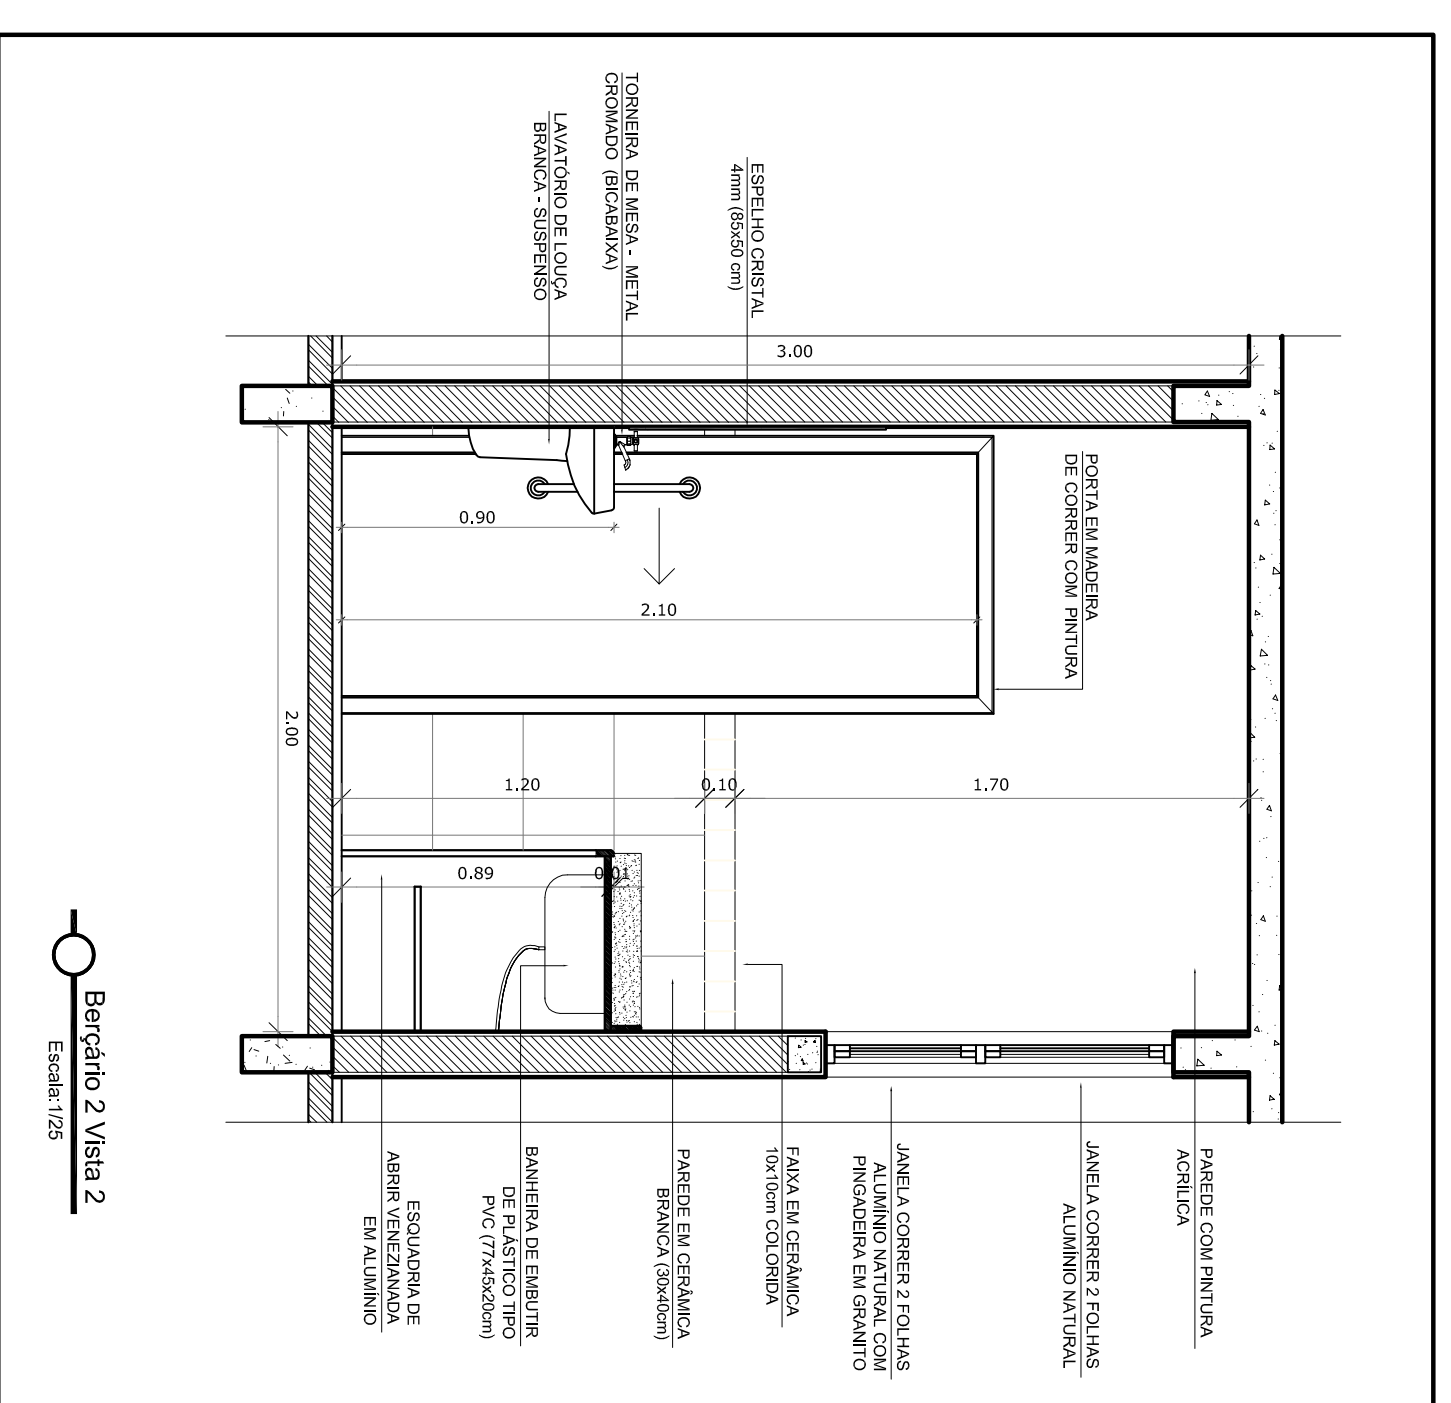 ESPELHO CRISTAL
4mm (85x50 cm)
TORNEIRA DE MESA - METAL
CROMADO (BICABAIXA)
LAVATÓRIO DE LOUÇA
BRANCA - SUSPENSO
3.00
PORTA EM MADEIRA
DE CORRER COM PINTURA
0.90
2.10
2.00
1.20
0.10
1.70
0.89
0.01
PAREDE COM PINTURA
ACRÍLICA
JANELA CORRER 2 FOLHAS
ALUMÍNIO NATURAL
JANELA CORRER 2 FOLHAS
ALUMÍNIO NATURAL COM
PINGADEIRA EM GRANITO
FAIXA EM CERÂMICA
10x10cm COLORIDA
PAREDE EM CERÂMICA
BRANCA (30x40cm)
BANHEIRA DE EMBUTIR
DE PLÁSTICO TIPO
PVC (77x45x20cm)
ESQUADRIA DE
ABRIR VENEZIANADA
EM ALUMÍNIO
Berçário 2 Vista 2
Escala:1/25